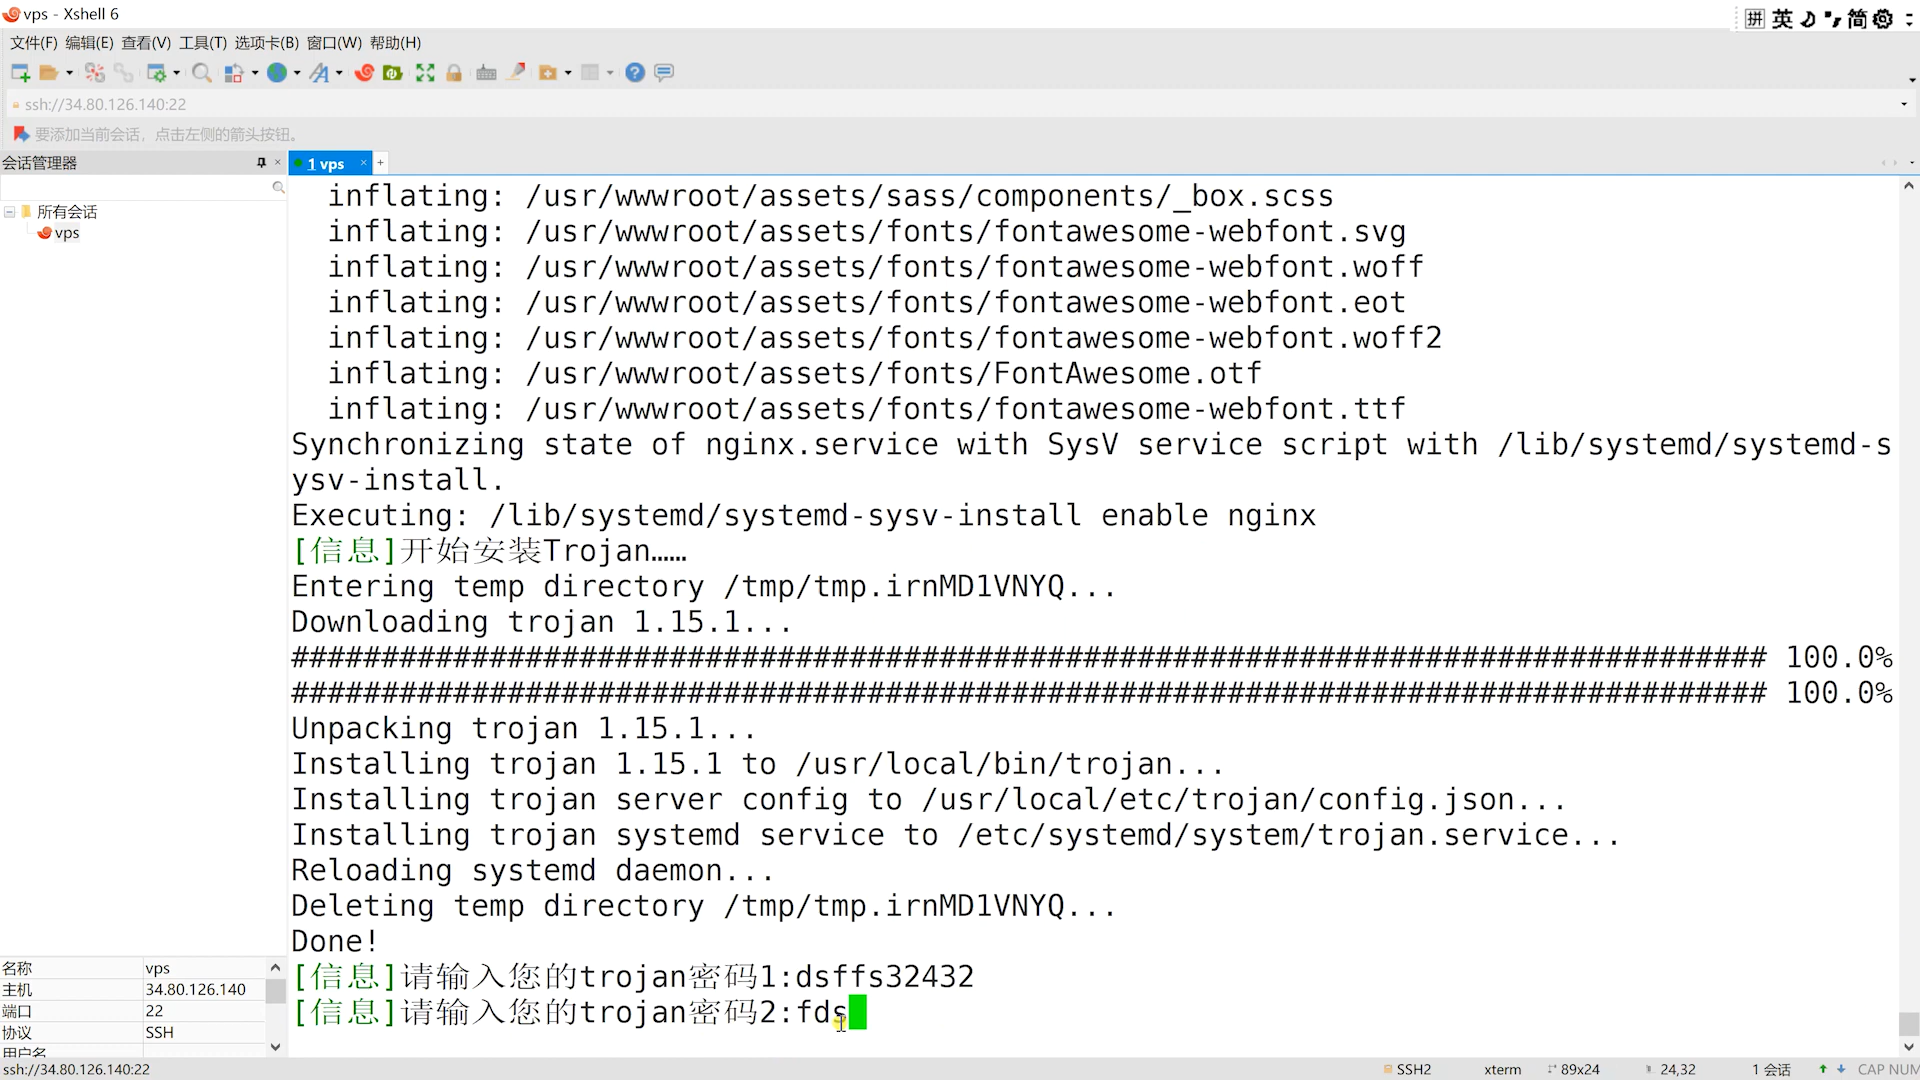 vps - Xshell 6
拼 英 简
文件(F) 编辑(E) 查看(V) 工具(T) 选项卡(B) 窗口(W) 帮助(H)
ssh://34.80.126.140:22
要添加当前会话，点击左侧的箭头按钮。
会话管理器
1 vps
所有会话
vps
inflating: /usr/wwwroot/assets/sass/components/_box.scss
inflating: /usr/wwwroot/assets/fonts/fontawesome-webfont.svg
inflating: /usr/wwwroot/assets/fonts/fontawesome-webfont.woff
inflating: /usr/wwwroot/assets/fonts/fontawesome-webfont.eot
inflating: /usr/wwwroot/assets/fonts/fontawesome-webfont.woff2
inflating: /usr/wwwroot/assets/fonts/FontAwesome.otf
inflating: /usr/wwwroot/assets/fonts/fontawesome-webfont.ttf
Synchronizing state of nginx.service with SysV service script with /lib/systemd/systemd-s
ysv-install.
Executing: /lib/systemd/systemd-sysv-install enable nginx
[信息]开始安装Trojan……
Entering temp directory /tmp/tmp.irnMD1VNYQ...
Downloading trojan 1.15.1...
################################################################################## 100.0%
################################################################################## 100.0%
Unpacking trojan 1.15.1...
Installing trojan 1.15.1 to /usr/local/bin/trojan...
Installing trojan server config to /usr/local/etc/trojan/config.json...
Installing trojan systemd service to /etc/systemd/system/trojan.service...
Reloading systemd daemon...
Deleting temp directory /tmp/tmp.irnMD1VNYQ...
Done!
[信息]请输入您的trojan密码1:dsffs32432
[信息]请输入您的trojan密码2:fds
名称 vps
主机 34.80.126.140
端口 22
协议 SSH
用户名
ssh://34.80.126.140:22
SSH2 xterm 89x24 24,32 1 会话 CAP NUM